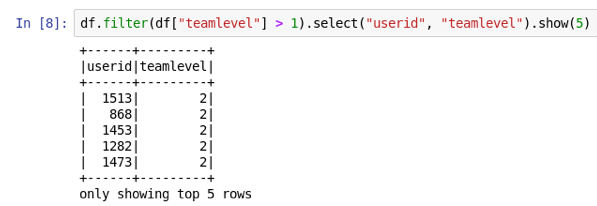 In [8]: df.filter(df["teamlevel"] > 1).select("userid", "teamlevel").show(5)
+------+---------+
|userid|teamlevel|
+------+---------+
|  1513|        2|
|   868|        2|
|  1453|        2|
|  1282|        2|
|  1473|        2|
+------+---------+
only showing top 5 rows